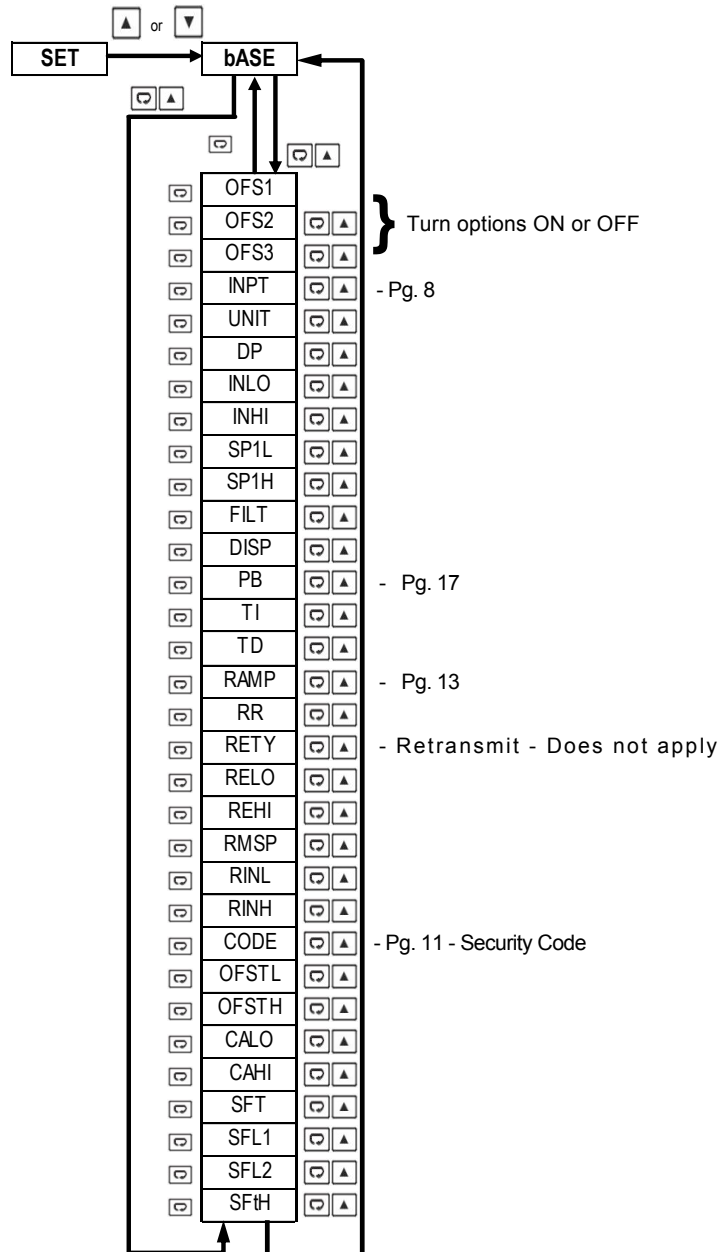 or
SET bASE
OFS1
OFS2 } Turn options ON or OFF
OFS3
INPT - Pg. 8
UNIT
DP
INLO
INHI
SP1L
SP1H
FILT
DISP
PB - Pg. 17
TI
TD
RAMP - Pg. 13
RR
RETY - Retransmit - Does not apply
RELO
REHI
RMSP
RINL
RINH
CODE - Pg. 11 - Security Code
OFSTL
OFSTH
CALO
CAHI
SFT
SFL1
SFL2
SFtH